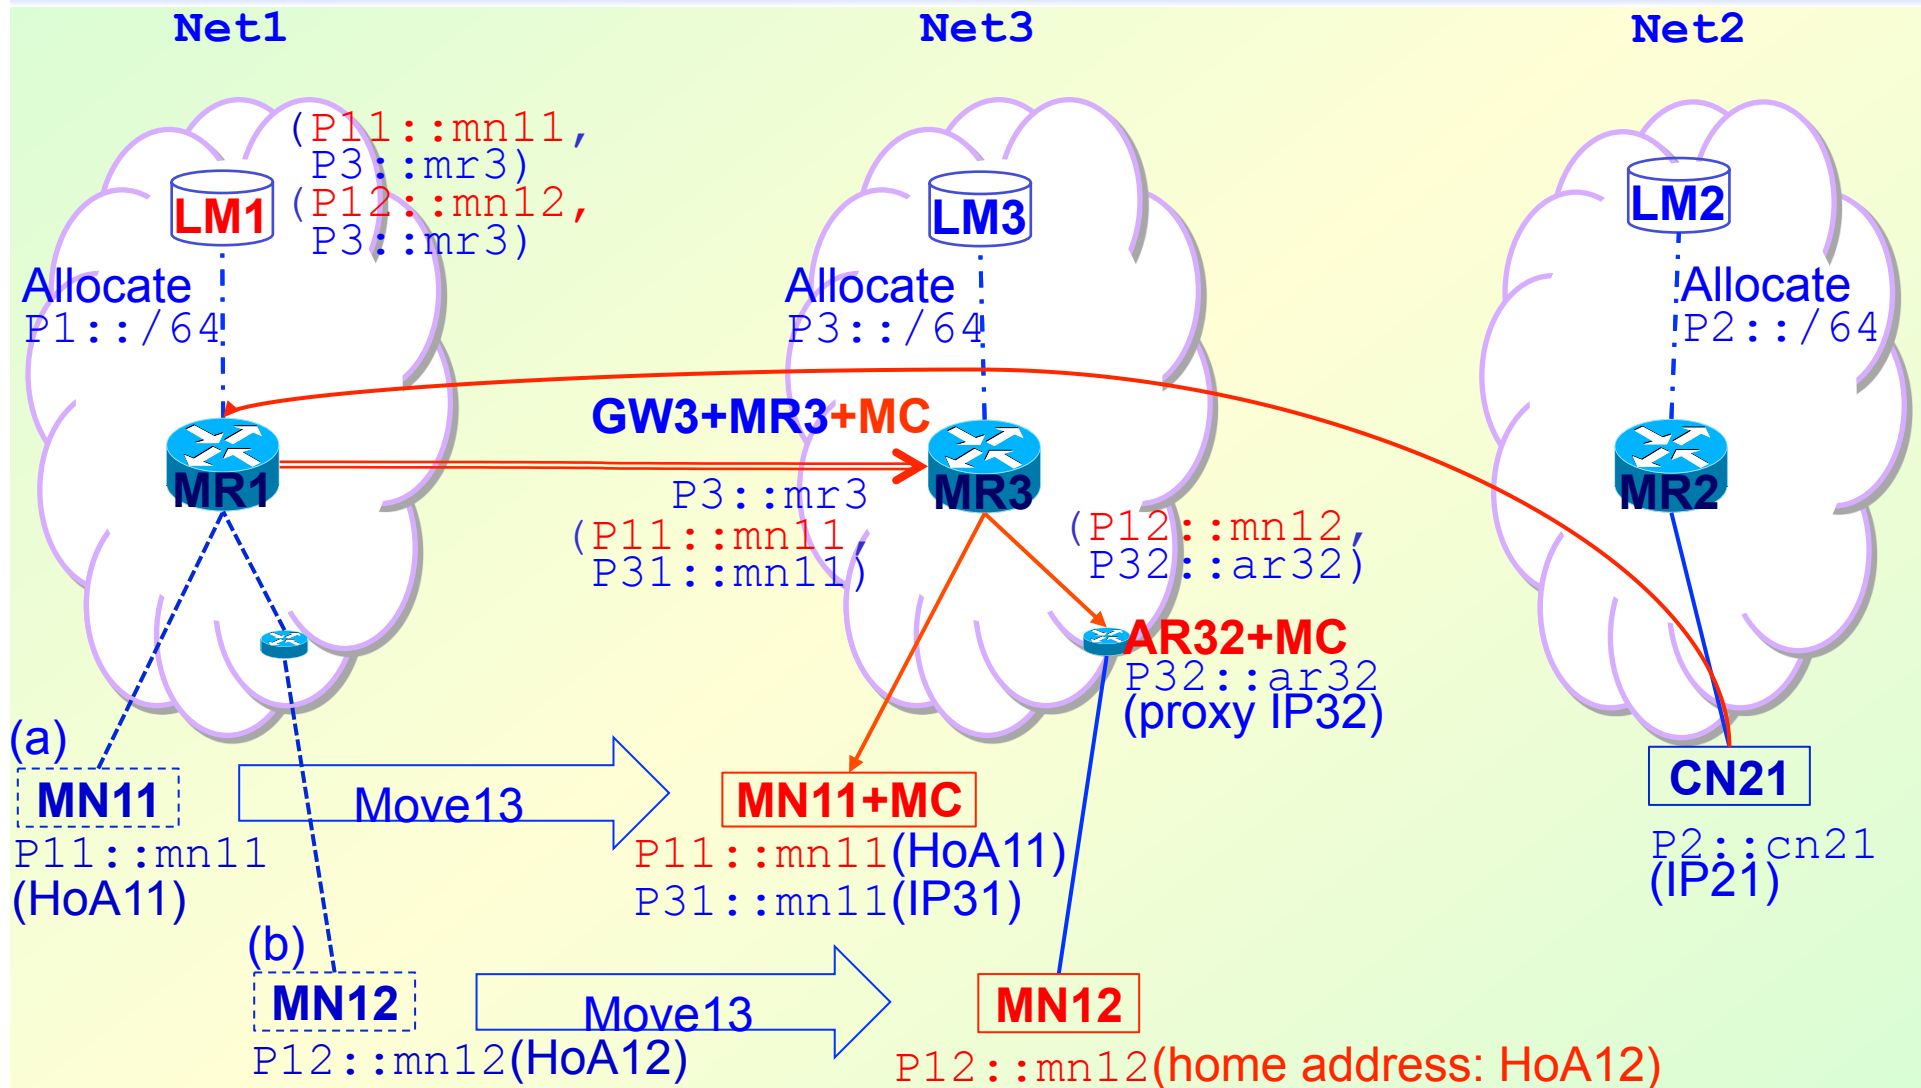 Net1
Net3
Net2
(P11::mn11,
P3::mr3)
(P12::mn12,
P3::mr3)
LM1
LM3
LM2
Allocate
P1::/64
Allocate
P3::/64
Allocate
P2::/64
GW3+MR3+MC
MR1
MR3
MR2
P3::mr3
(P11::mn11,
P31::mn11)
(P12::mn12,
P32::ar32)
AR32+MC
P32::ar32
(proxy IP32)
(a)
MN11
Move13
MN11+MC
CN21
P11::mn11
(HoA11)
P11::mn11(HoA11)
P31::mn11(IP31)
P2::cn21
(IP21)
(b)
MN12
Move13
MN12
P12::mn12(HoA12)
P12::mn12(home address: HoA12)